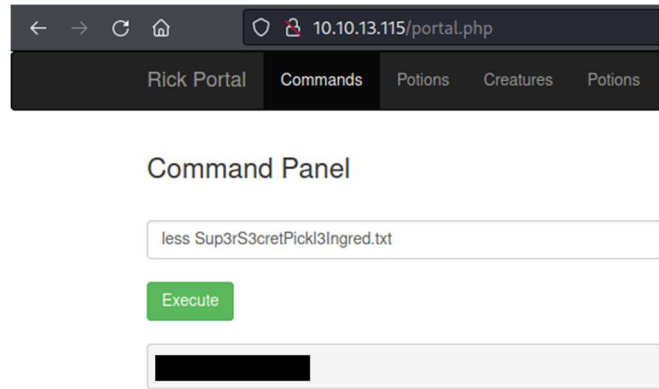 10.10.13.115/portal.php
Rick Portal Commands Potions Creatures Potions
Command Panel
less Sup3rS3cretPickl3Ingred.txt
Execute